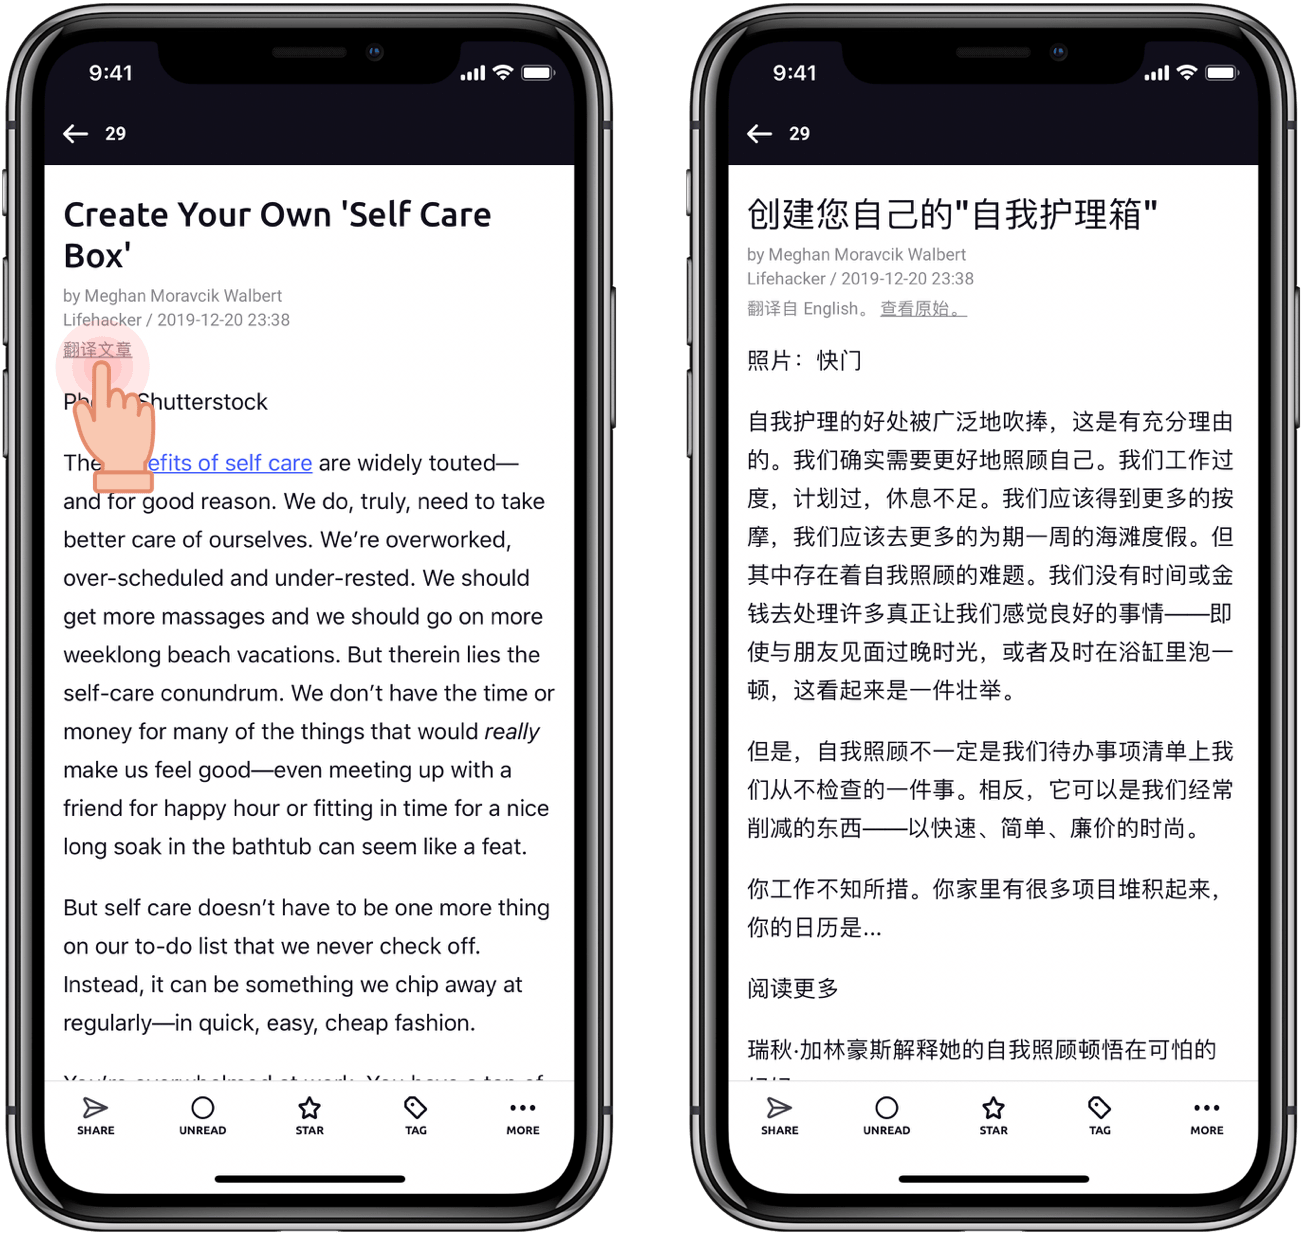 9:41
29
Create Your Own 'Self Care
Box'
by Meghan Moravcik Walbert
Lifehacker / 2019-12-20 23:38
翻译文章
Shutterstock
efits of self care are widely touted—
and for good reason. We do, truly, need to take
better care of ourselves. We’re overworked,
over-scheduled and under-rested. We should
get more massages and we should go on more
weeklong beach vacations. But therein lies the
self-care conundrum. We don’t have the time or
money for many of the things that would really
make us feel good—even meeting up with a
friend for happy hour or fitting in time for a nice
long soak in the bathtub can seem like a feat.
But self care doesn’t have to be one more thing
on our to-do list that we never check off.
Instead, it can be something we chip away at
regularly—in quick, easy, cheap fashion.
You’re overwhelmed at work. You have a ton of
SHARE
UNREAD
STAR
TAG
MORE
9:41
29
创建您自己的"自我护理箱"
by Meghan Moravcik Walbert
Lifehacker / 2019-12-20 23:38
翻译自 English。 查看原始。
照片：快门
自我护理的好处被广泛地吹捧，这是有充分理由
的。我们确实需要更好地照顾自己。我们工作过
度，计划过，休息不足。我们应该得到更多的按
摩，我们应该去更多的为期一周的海滩度假。但
其中存在着自我照顾的难题。我们没有时间或金
钱去处理许多真正让我们感觉良好的事情——即
使与朋友见面过晚时光，或者及时在浴缸里泡一
顿，这看起来是一件壮举。
但是，自我照顾不一定是我们待办事项清单上我
们从不检查的一件事。相反，它可以是我们经常
削减的东西——以快速、简单、廉价的时尚。
你工作不知所措。你家里有很多项目堆积起来，
你的日历是...
阅读更多
瑞秋·加林豪斯解释她的自我照顾顿悟在可怕的
SHARE
UNREAD
STAR
TAG
MORE